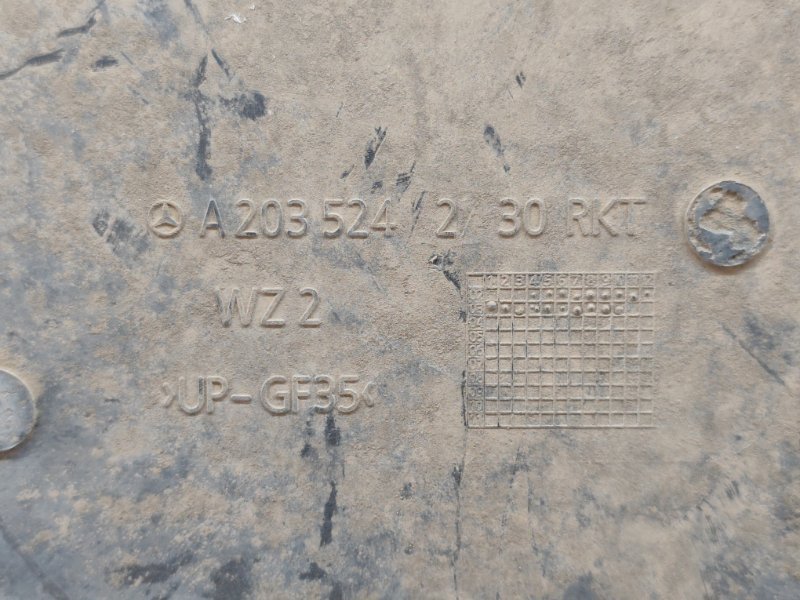 A 203 524 / 2 / 30 RKT
WZ 2
>UP-GF35<